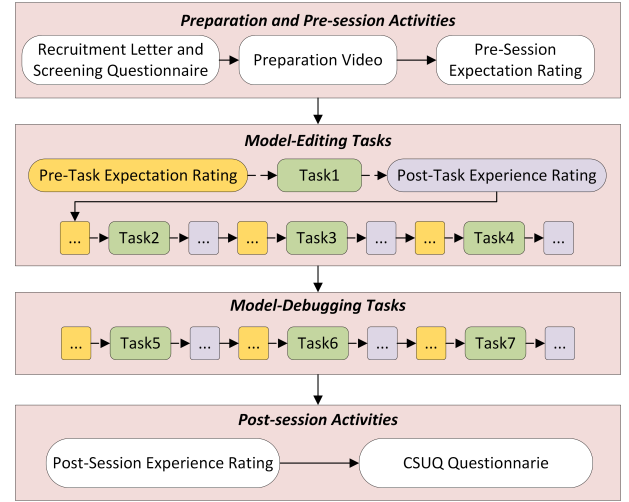 Preparation and Pre-session Activities
Recruitment Letter and
Screening Questionnaire
Preparation Video
Pre-Session
Expectation Rating
Model-Editing Tasks
Pre-Task Expectation Rating
Task1
Post-Task Experience Rating
... Task2 ... ... Task3 ... ... Task4 ...
Model-Debugging Tasks
... Task5 ... ... Task6 ... ... Task7 ...
Post-session Activities
Post-Session Experience Rating
CSUQ Questionnarie